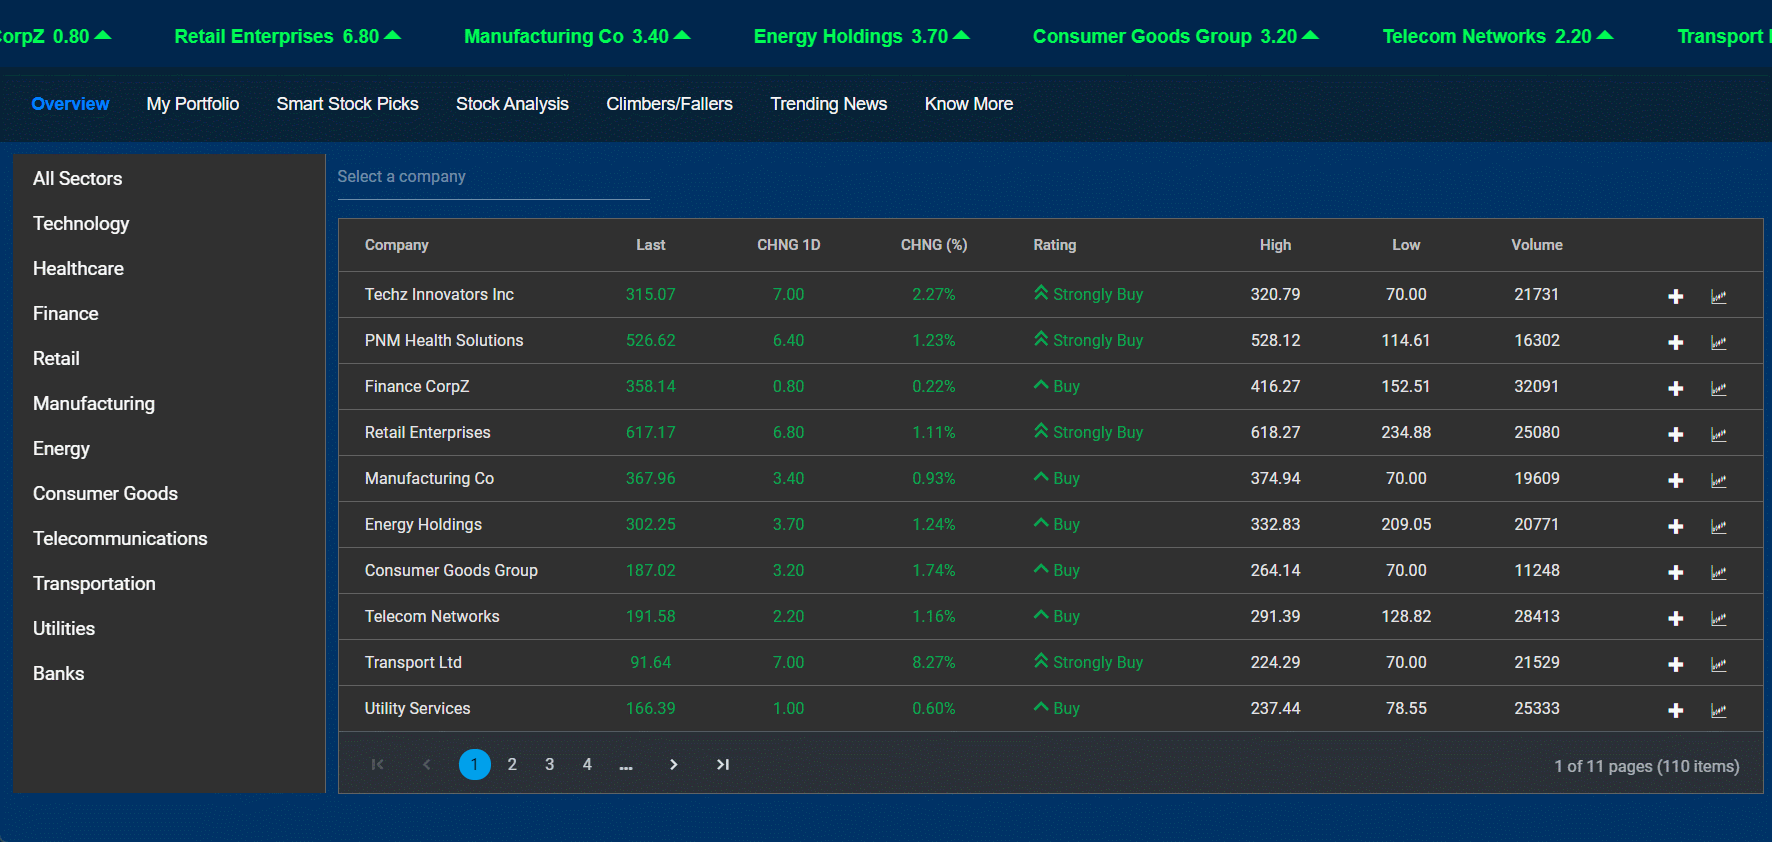 CorpZ 0.80 Retail Enterprises 6.80 Manufacturing Co 3.40 Energy Holdings 3.70 Consumer Goods Group 3.20 Telecom Networks 2.20 Transport
Overview My Portfolio Smart Stock Picks Stock Analysis Climbers/Fallers Trending News Know More
All Sectors
Technology
Healthcare
Finance
Retail
Manufacturing
Energy
Consumer Goods
Telecommunications
Transportation
Utilities
Banks
Select a company
Company Last CHNG 1D CHNG (%) Rating High Low Volume
Techz Innovators Inc 315.07 7.00 2.27% Strongly Buy 320.79 70.00 21731
PNM Health Solutions 526.62 6.40 1.23% Strongly Buy 528.12 114.61 16302
Finance CorpZ 358.14 0.80 0.22% Buy 416.27 152.51 32091
Retail Enterprises 617.17 6.80 1.11% Strongly Buy 618.27 234.88 25080
Manufacturing Co 367.96 3.40 0.93% Buy 374.94 70.00 19609
Energy Holdings 302.25 3.70 1.24% Buy 332.83 209.05 20771
Consumer Goods Group 187.02 3.20 1.74% Buy 264.14 70.00 11248
Telecom Networks 191.58 2.20 1.16% Buy 291.39 128.82 28413
Transport Ltd 91.64 7.00 8.27% Strongly Buy 224.29 70.00 21529
Utility Services 166.39 1.00 0.60% Buy 237.44 78.55 25333
1 2 3 4 ... 1 of 11 pages (110 items)